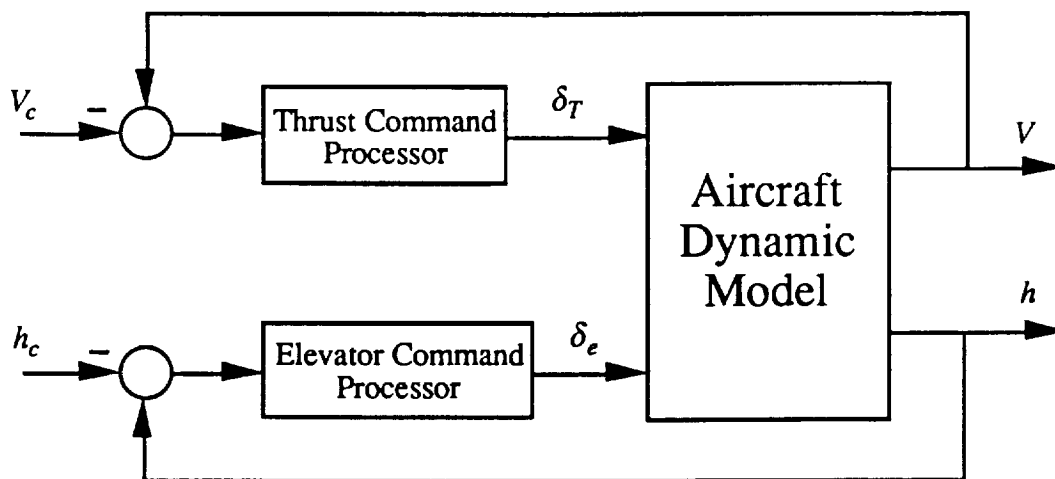 V_c
−
Thrust Command
Processor
δ_T
V
Aircraft
Dynamic
Model
h_c
−
Elevator Command
Processor
δ_e
h